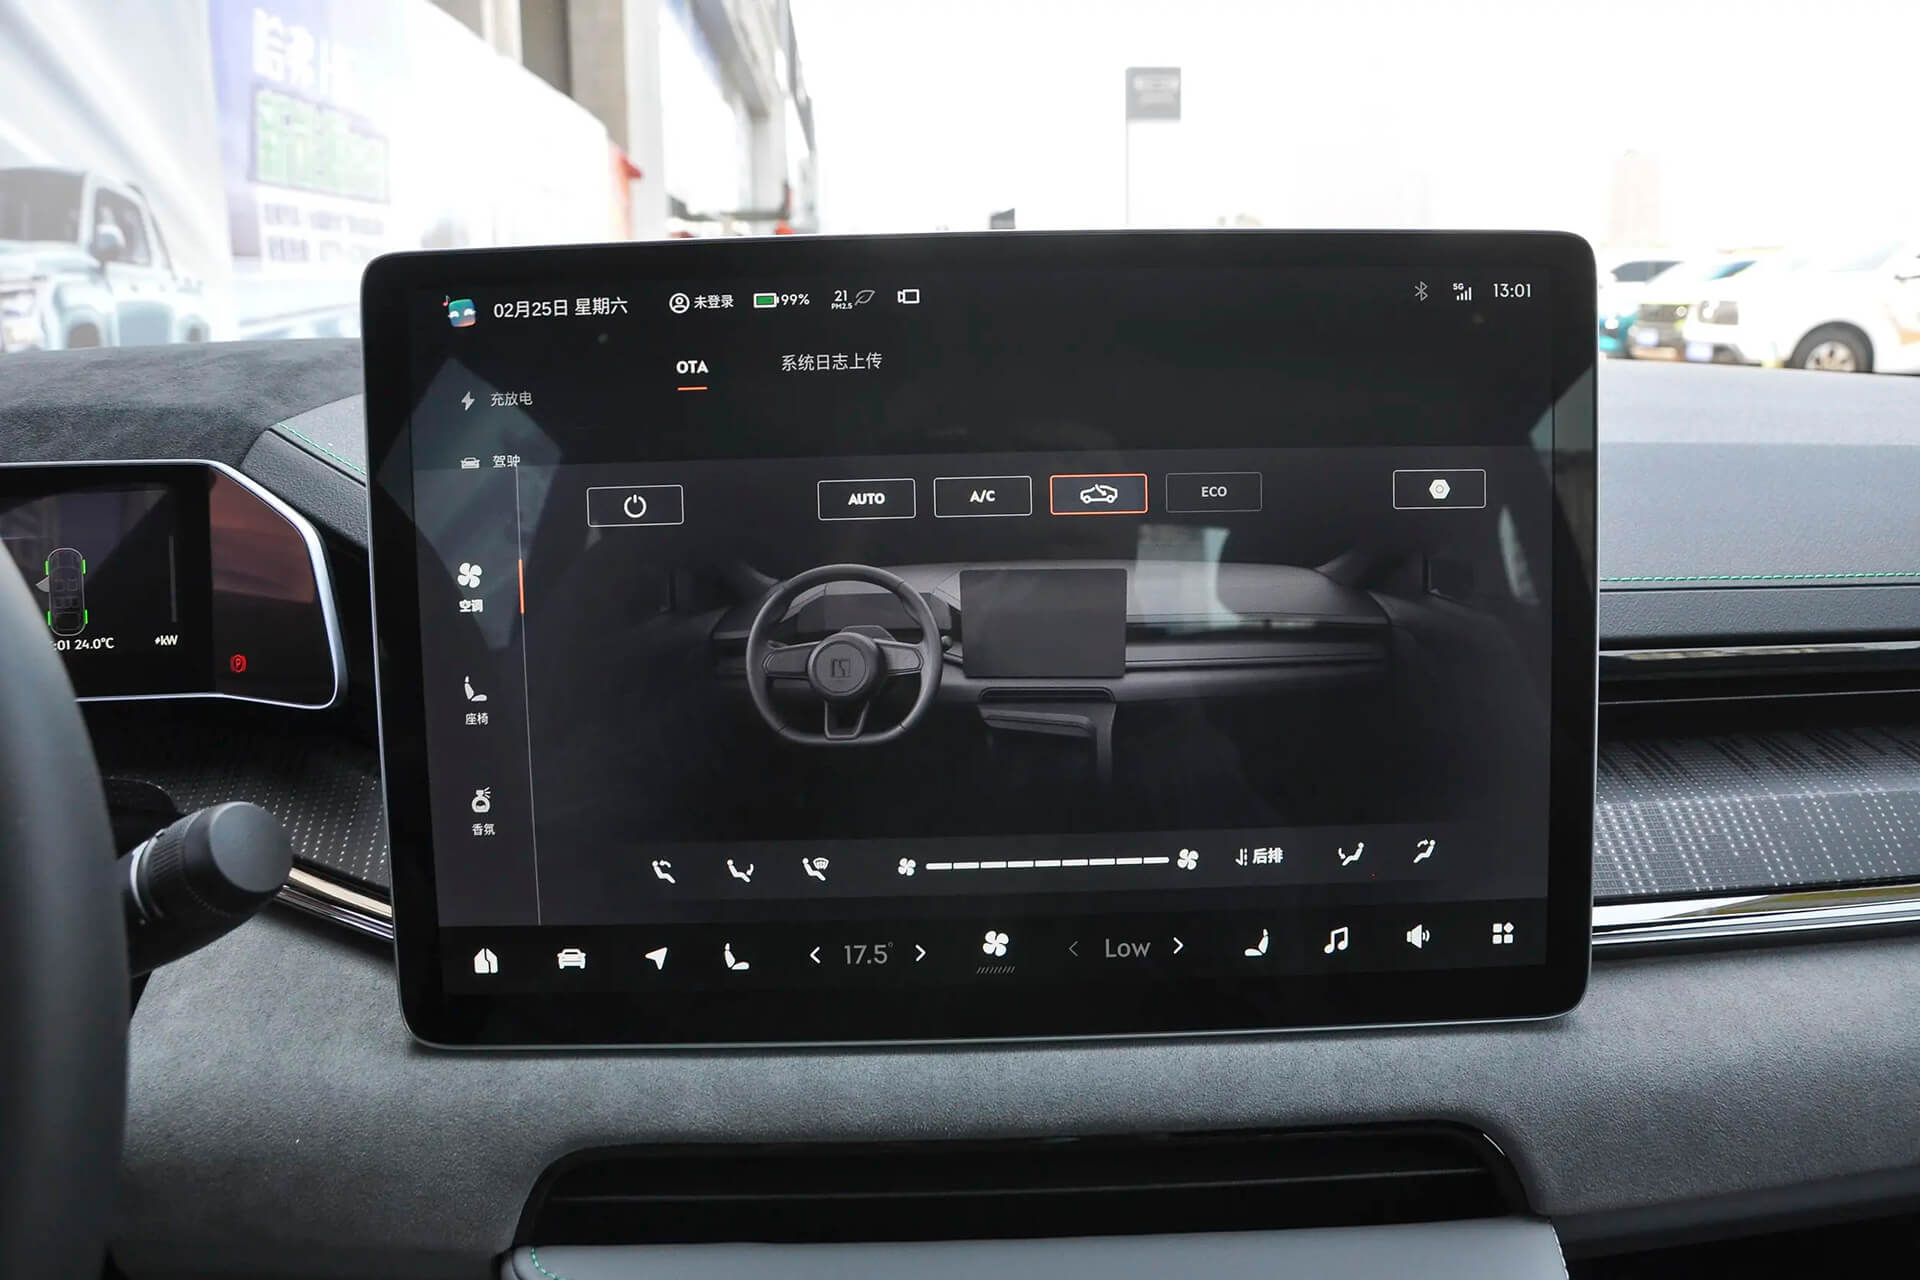 02月25日 星期六
未登录
99%
21
PM2.5
5G
13:01
OTA
系统日志上传
充放电
驾驶
AUTO
A/C
ECO
空调
座椅
香氛
后排
17.5°
Low
:01 24.0℃
kW
P